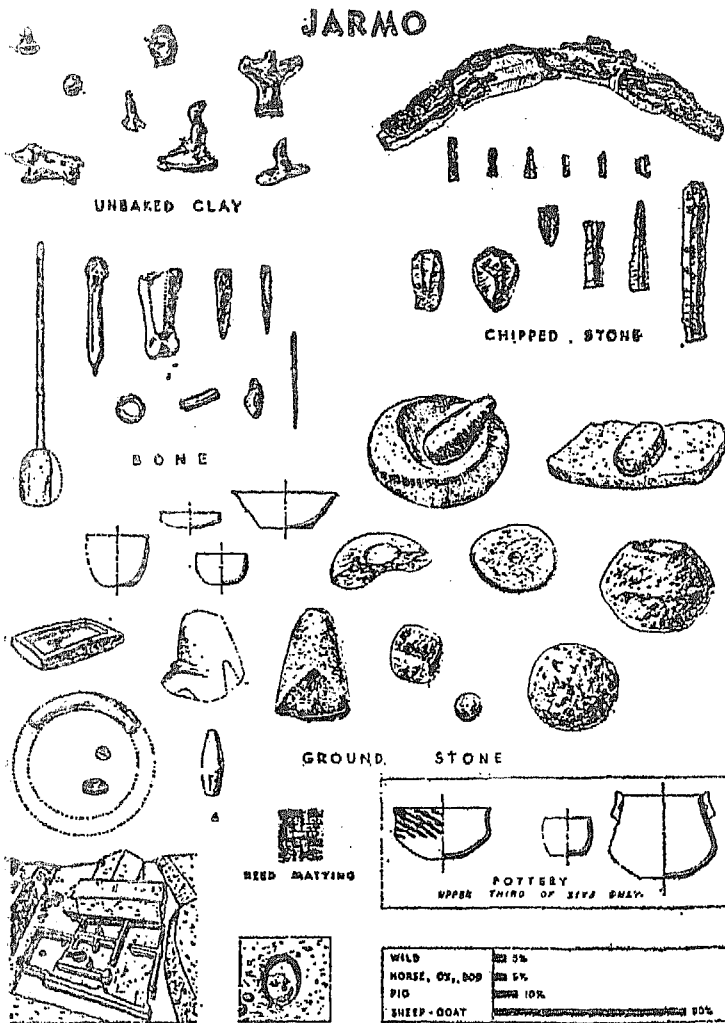 JARMO
UNBAKED CLAY
CHIPPED STONE
BONE
GROUND STONE
REED MATTING
POTTERY
UPPER THIRD OF SITE ONLY.
WILD 5%
HORSE, OX, DOG 5%
PIG 10%
SHEEP-GOAT 80%